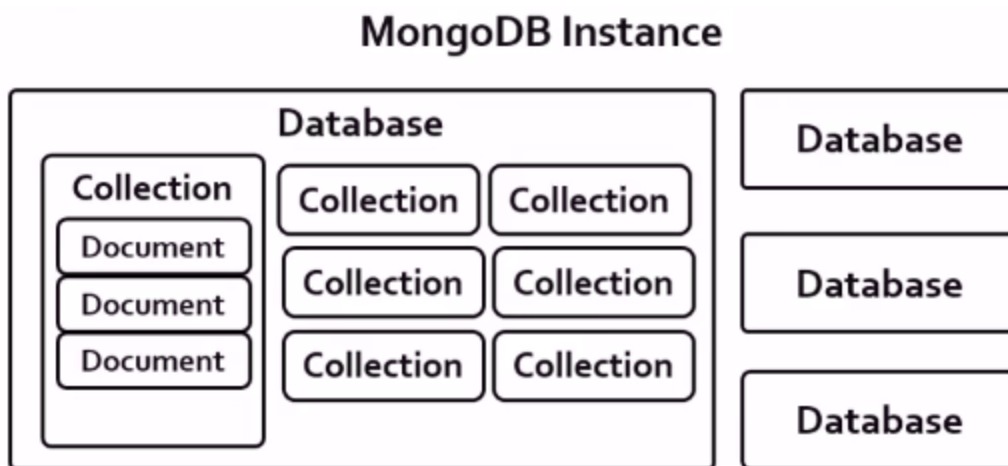 MongoDB Instance
Database
Collection
Document
Document
Document
Collection Collection
Collection Collection
Collection Collection
Database
Database
Database